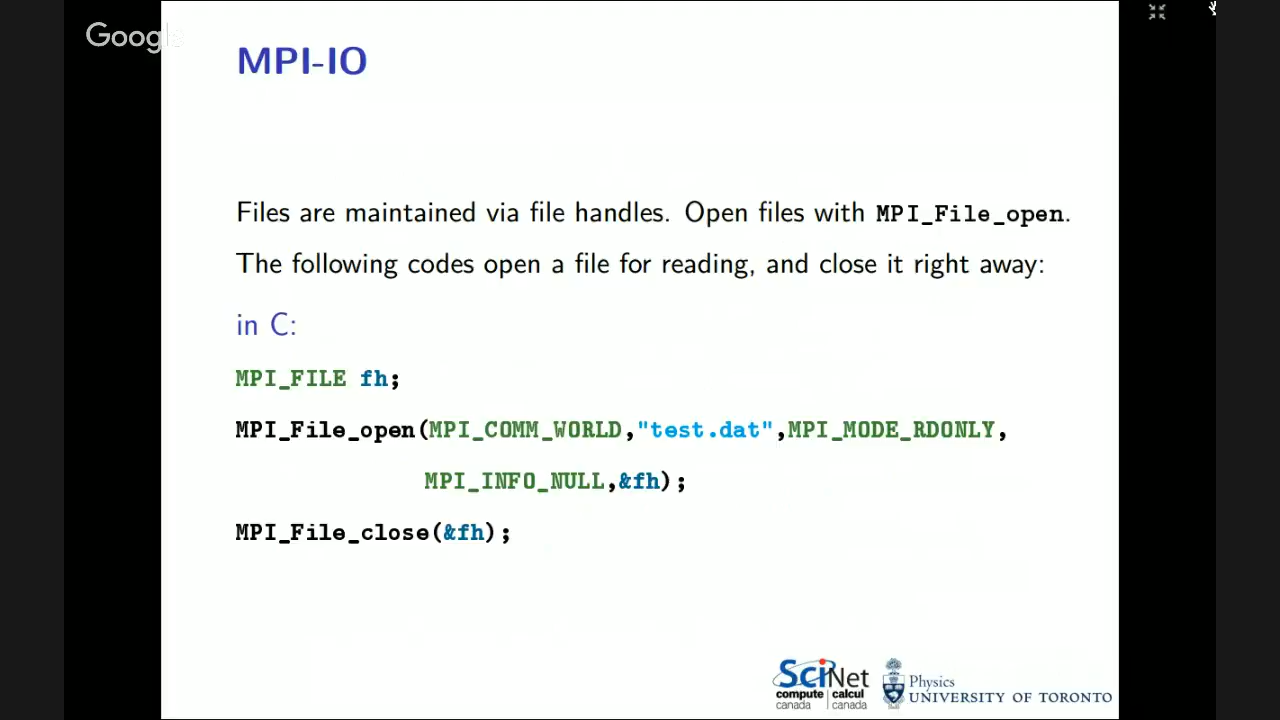 Google
MPI-IO
Files are maintained via file handles. Open files with MPI_File_open.
The following codes open a file for reading, and close it right away:
in C:
MPI_FILE fh;
MPI_File_open(MPI_COMM_WORLD,"test.dat",MPI_MODE_RDONLY,
MPI_INFO_NULL,&fh);
MPI_File_close(&fh);
SciNet
compute calcul
canada canada
Physics
UNIVERSITY OF TORONTO